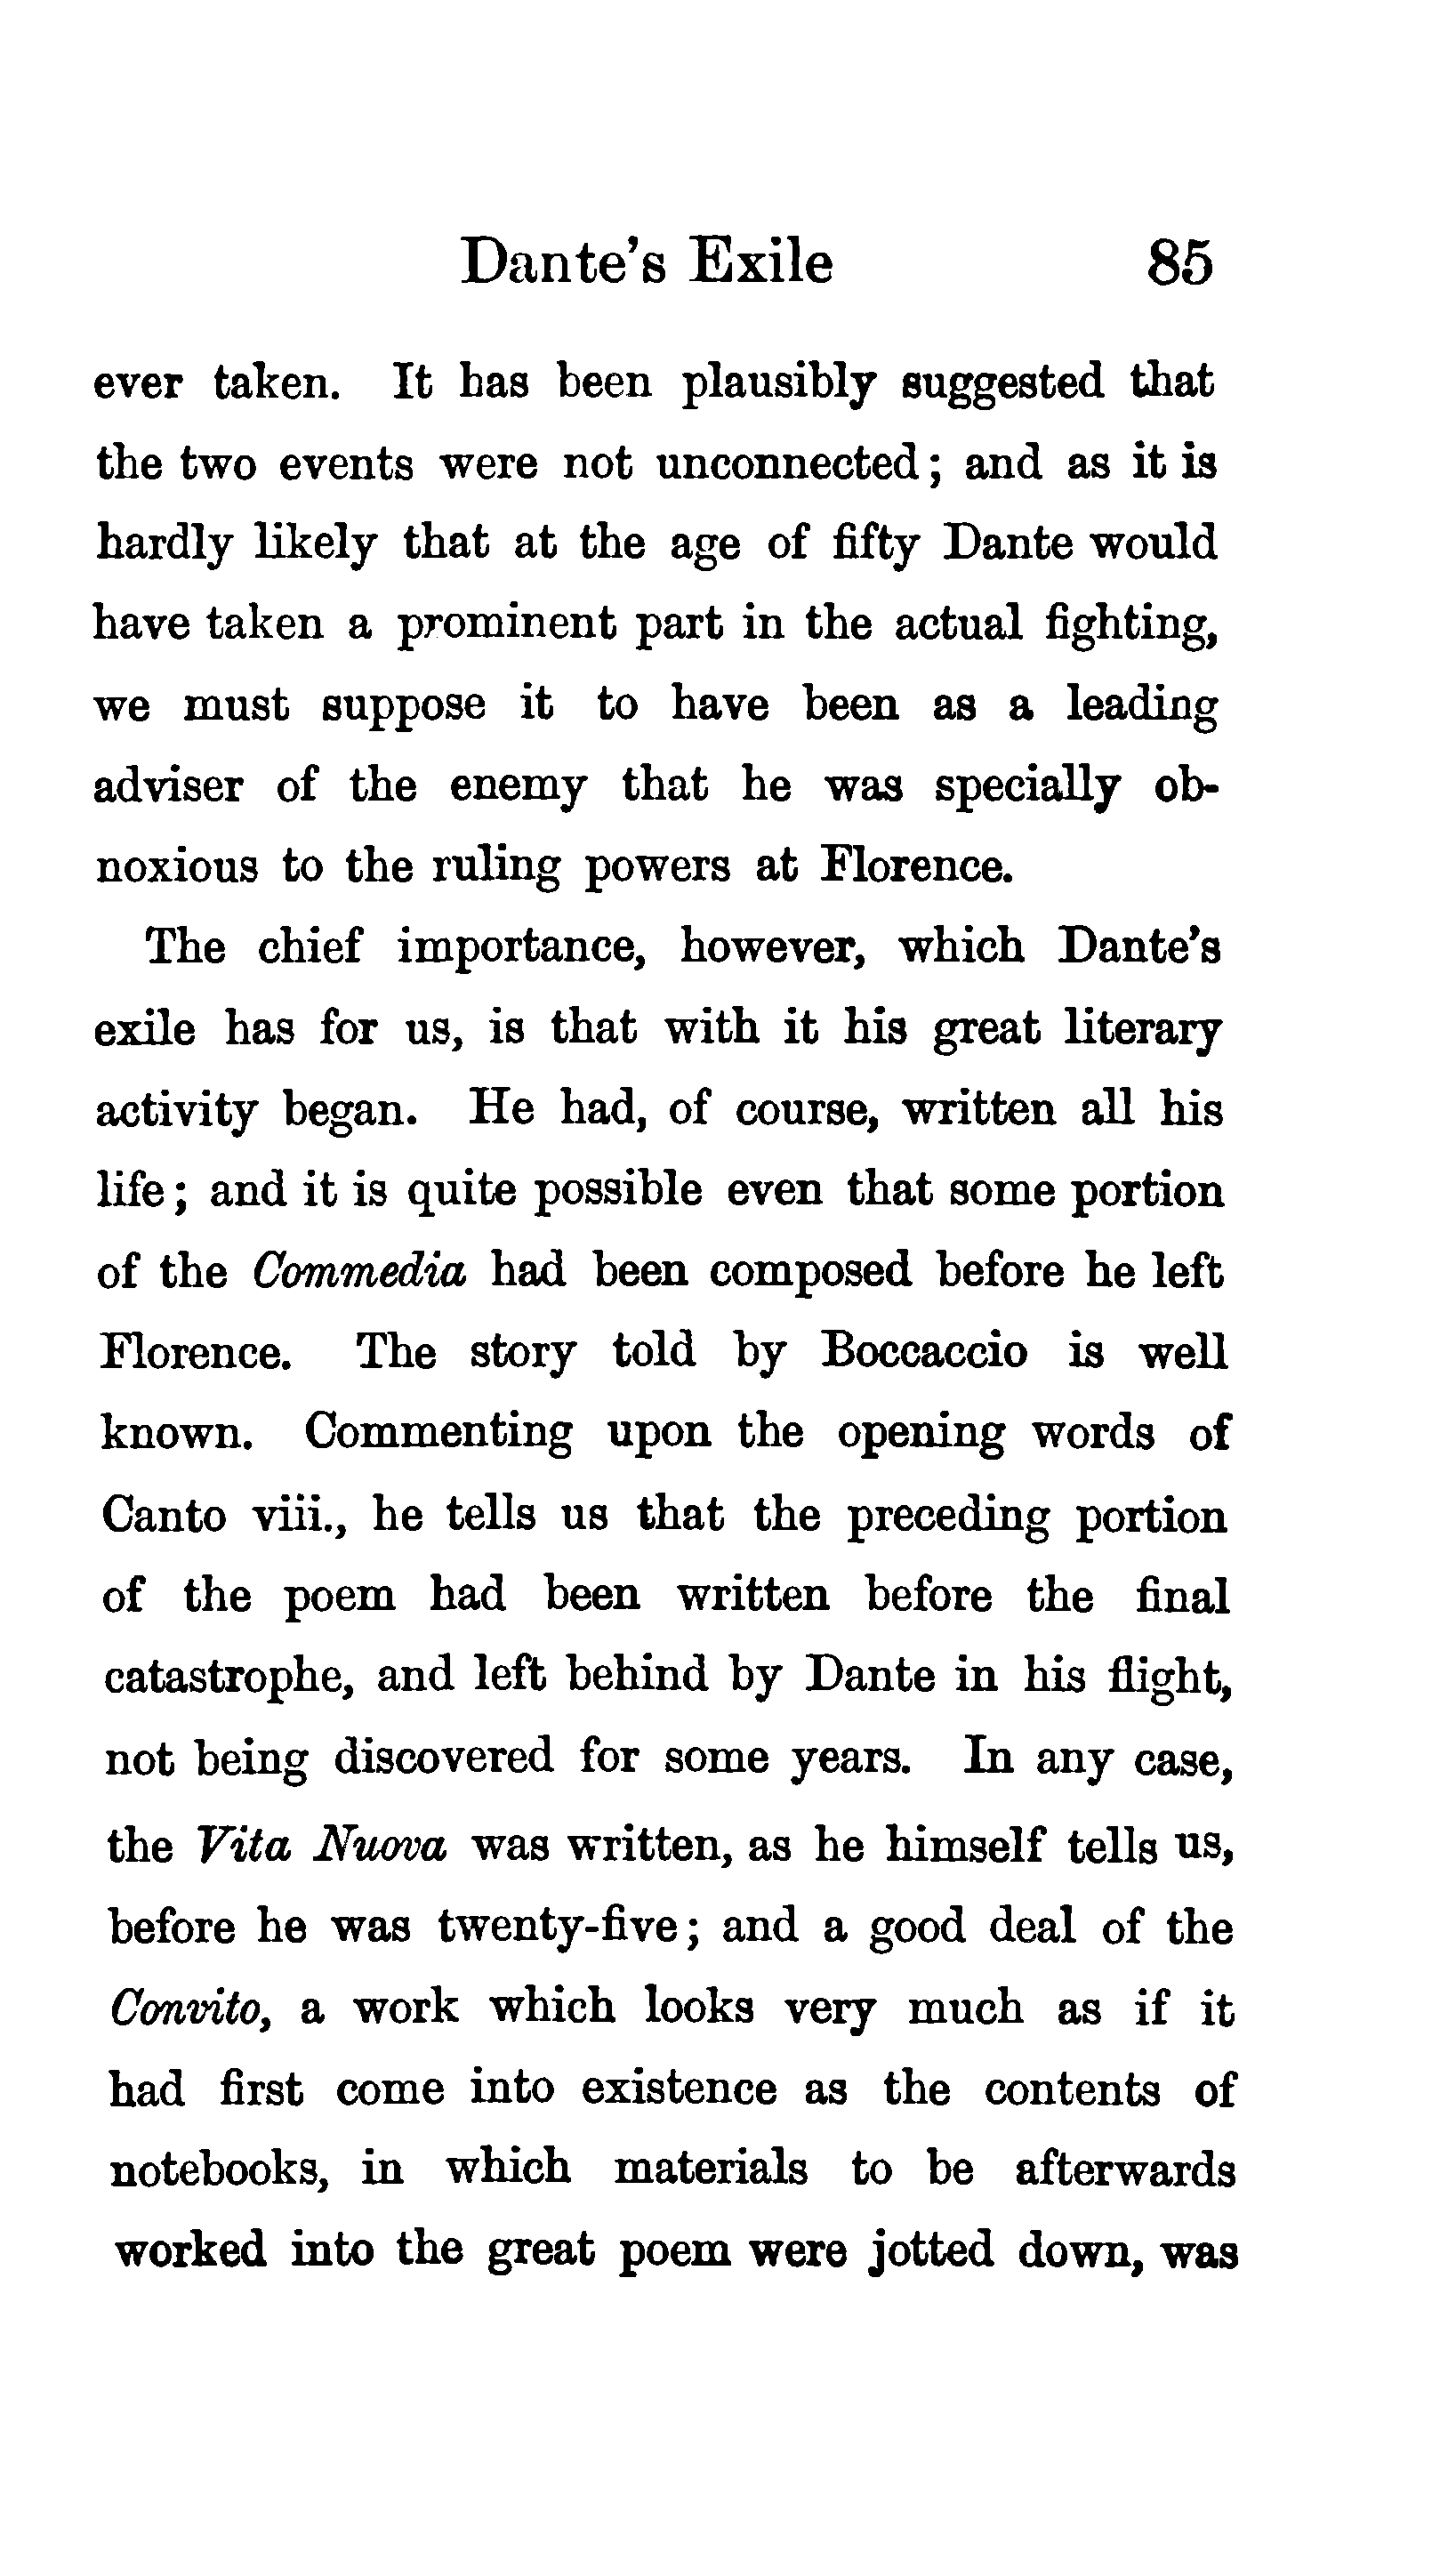 Dante's Exile 85
ever taken. It has been plausibly suggested that
the two events were not unconnected; and as it is
hardly likely that at the age of fifty Dante would
have taken a prominent part in the actual fighting,
we must suppose it to have been as a leading
adviser of the enemy that he was specially ob-
noxious to the ruling powers at Florence.
The chief importance, however, which Dante's
exile has for us, is that with it his great literary
activity began. He had, of course, written all his
life; and it is quite possible even that some portion
of the Commedia had been composed before he left
Florence. The story told by Boccaccio is well
known. Commenting upon the opening words of
Canto viii., he tells us that the preceding portion
of the poem had been written before the final
catastrophe, and left behind by Dante in his flight,
not being discovered for some years. In any case,
the Vita Nuova was written, as he himself tells us,
before he was twenty-five; and a good deal of the
Convito, a work which looks very much as if it
had first come into existence as the contents of
notebooks, in which materials to be afterwards
worked into the great poem were jotted down, was